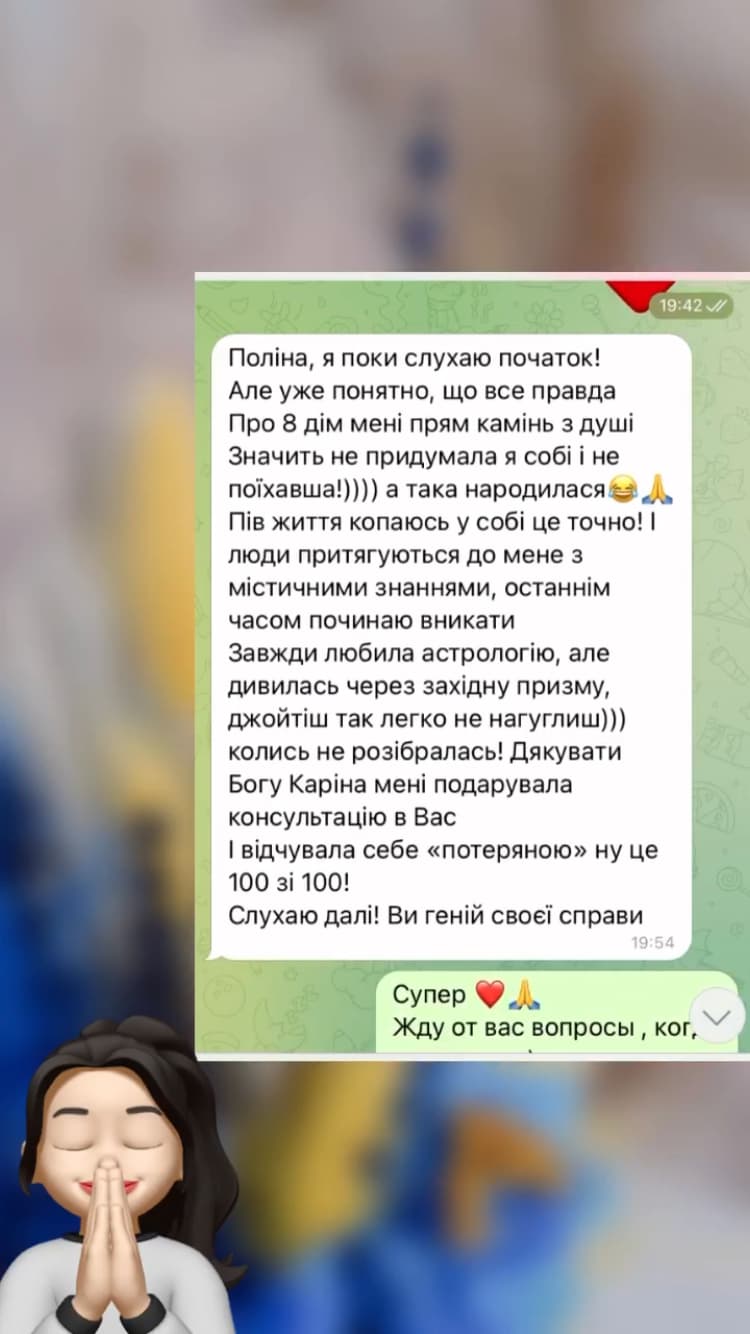 19:42
Поліна, я поки слухаю початок!
Але уже понятно, що все правда
Про 8 дім мені прям камінь з душі
Значить не придумала я собі і не
поїхавша!)))) а така народилася😂🙏
Пів життя копаюсь у собі це точно! І
люди притягуються до мене з
містичними знаннями, останнім
часом починаю вникати
Завжди любила астрологію, але
дивилась через західну призму,
джойтіш так легко не нагуглиш)))
колись не розібралась! Дякувати
Богу Каріна мені подарувала
консультацію в Вас
І відчувала себе «потеряною» ну це
100 зі 100!
Слухаю далі! Ви геній своєї справи
19:54
Супер ❤️🙏
Жду от вас вопросы ,